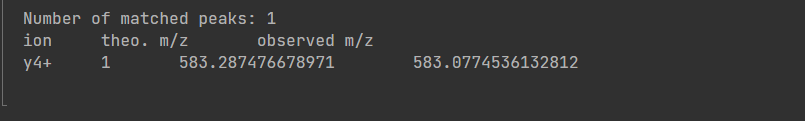 Number of matched peaks: 1
ion     theo. m/z       observed m/z
y4+     1       583.287476678971        583.0774536132812